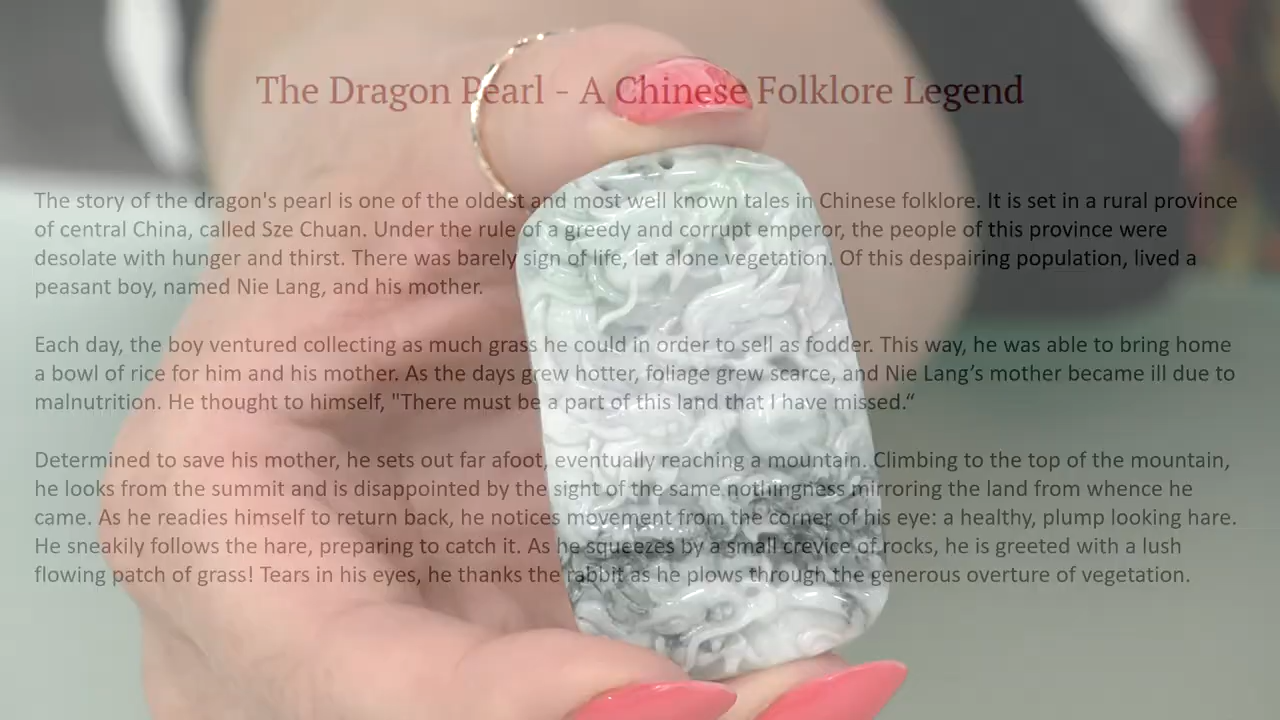 The Dragon Pearl - A Chinese Folklore Legend
The story of the dragon's pearl is one of the oldest and most well known tales in Chinese folklore. It is set in a rural province
of central China, called Sze Chuan. Under the rule of a greedy and corrupt emperor, the people of this province were
desolate with hunger and thirst. There was barely sign of life, let alone vegetation. Of this despairing population, lived a
peasant boy, named Nie Lang, and his mother.
Each day, the boy ventured collecting as much grass he could in order to sell as fodder. This way, he was able to bring home
a bowl of rice for him and his mother. As the days grew hotter, foliage grew scarce, and Nie Lang’s mother became ill due to
malnutrition. He thought to himself, "There must be a part of this land that I have missed.“
Determined to save his mother, he sets out far afoot, eventually reaching a mountain. Climbing to the top of the mountain,
he looks from the summit and is disappointed by the sight of the same nothingness mirroring the land from whence he
came. As he readies himself to return back, he notices movement from the corner of his eye: a healthy, plump looking hare.
He sneakily follows the hare, preparing to catch it. As he squeezes by a small crevice of rocks, he is greeted with a lush
flowing patch of grass! Tears in his eyes, he thanks the rabbit as he plows through the generous overture of vegetation.